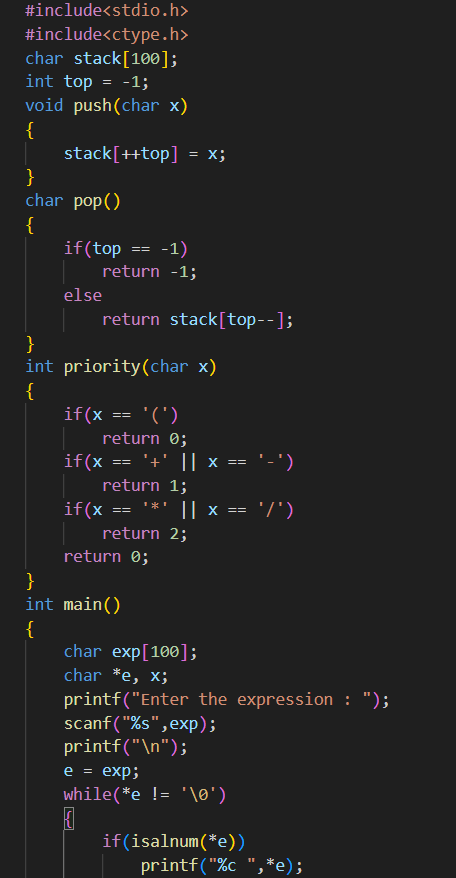 #include<stdio.h>
#include<ctype.h>
char stack[100];
int top = -1;
void push(char x)
{
    stack[++top] = x;
}
char pop()
{
    if(top == -1)
        return -1;
    else
        return stack[top--];
}
int priority(char x)
{
    if(x == '(')
        return 0;
    if(x == '+' || x == '-')
        return 1;
    if(x == '*' || x == '/')
        return 2;
    return 0;
}
int main()
{
    char exp[100];
    char *e, x;
    printf("Enter the expression : ");
    scanf("%s",exp);
    printf("\n");
    e = exp;
    while(*e != '\0')
    {
        if(isalnum(*e))
            printf("%c ",*e);